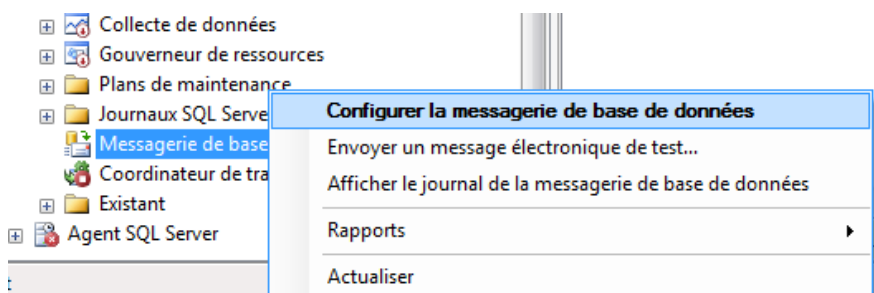 Collecte de données
Gouverneur de ressources
Plans de maintenance
Journaux SQL Serve
Messagerie de base
Coordinateur de tra
Existant
Agent SQL Server
Configurer la messagerie de base de données
Envoyer un message électronique de test...
Afficher le journal de la messagerie de base de données
Rapports
Actualiser